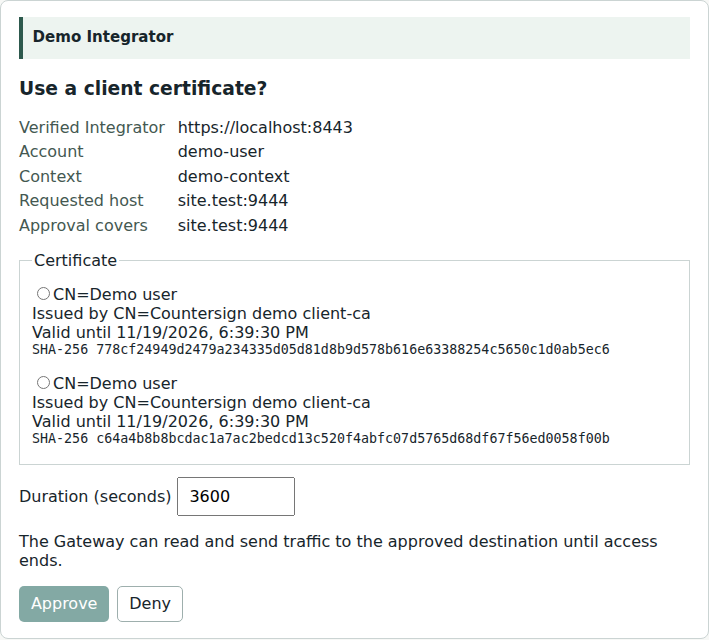 Demo Integrator
Use a client certificate?
Verified Integrator https://localhost:8443
Account demo-user
Context demo-context
Requested host site.test:9444
Approval covers site.test:9444
Certificate
CN=Demo user
Issued by CN=Countersign demo client-ca
Valid until 11/19/2026, 6:39:30 PM
SHA-256 778cf24949d2479a234335d05d81d8b9d578b616e63388254c5650c1d0ab5ec6
CN=Demo user
Issued by CN=Countersign demo client-ca
Valid until 11/19/2026, 6:39:30 PM
SHA-256 c64a4b8b8bcdac1a7ac2bedcd13c520f4abfc07d5765d68df67f56ed0058f00b
Duration (seconds) 3600
The Gateway can read and send traffic to the approved destination until access
ends.
Approve Deny